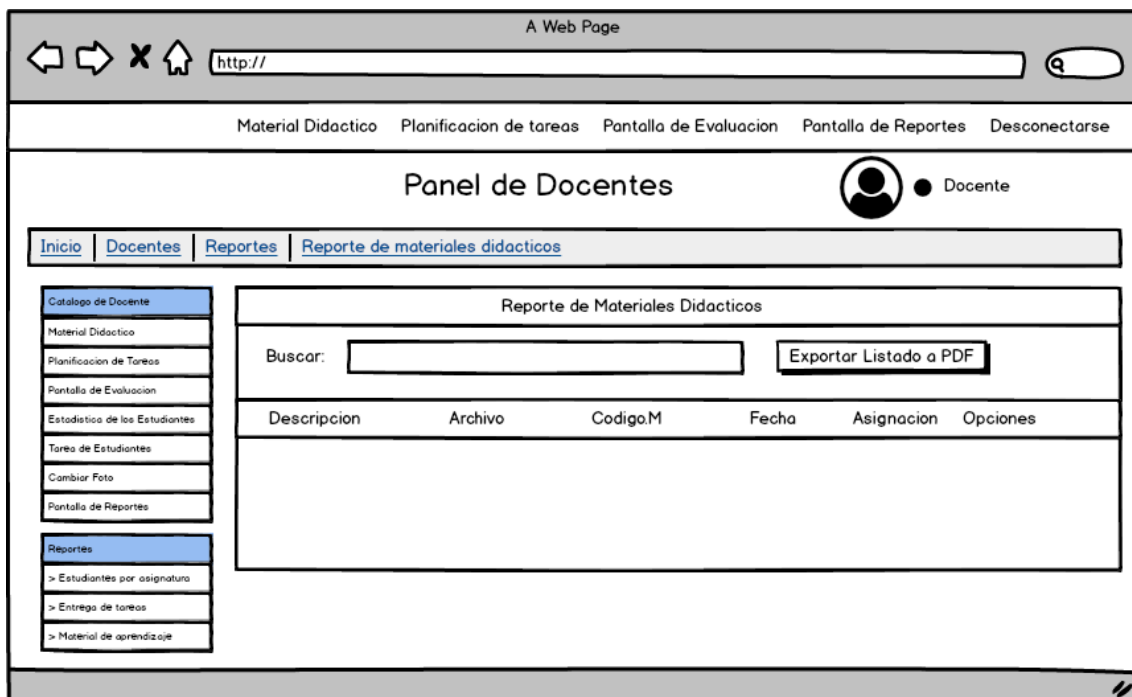 A Web Page
http://
Material Didactico Planificacion de tareas Pantalla de Evaluacion Pantalla de Reportes Desconectarse
Panel de Docentes
Docente
Inicio Docentes Reportes Reporte de materiales didacticos
Catalogo de Docente
Material Didactico
Planificacion de Tareas
Pantalla de Evaluacion
Estadistica de los Estudiantes
Tarea de Estudiantes
Cambiar Foto
Pantalla de Reportes
Reportes
> Estudiantes por asignatura
> Entrega de tareas
> Material de aprendizaje
Reporte de Materiales Didacticos
Buscar: Exportar Listado a PDF
Descripcion Archivo Codigo.M Fecha Asignacion Opciones